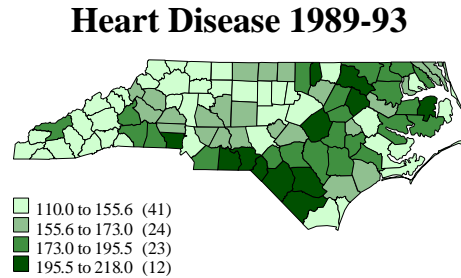 Heart Disease 1989-93
110.0 to 155.6 (41)
155.6 to 173.0 (24)
173.0 to 195.5 (23)
195.5 to 218.0 (12)